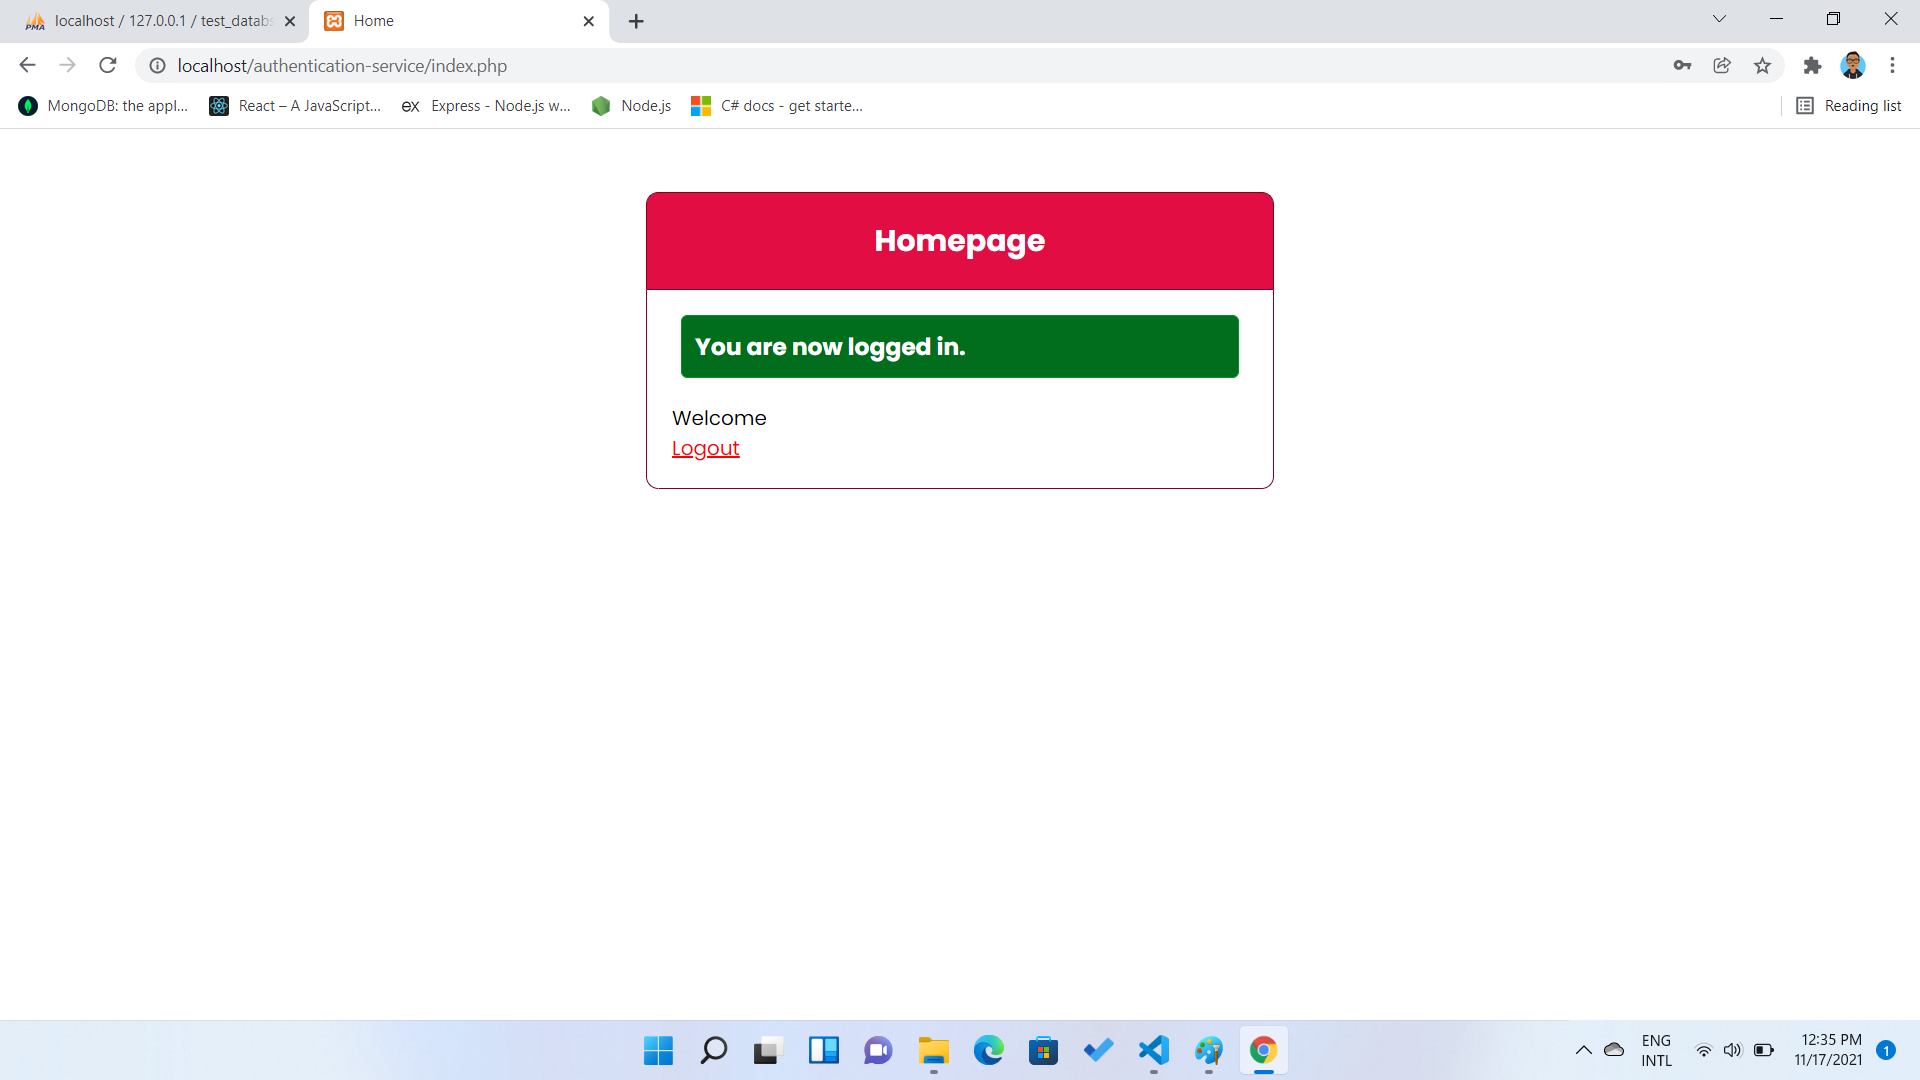 localhost / 127.0.0.1 / test_datab
Home
localhost/authentication-service/index.php
MongoDB: the appl...
React – A JavaScript...
ex Express - Node.js w...
Node.js
C# docs - get starte...
Reading list
Homepage
You are now logged in.
Welcome
Logout
ENG
INTL
12:35 PM
11/17/2021
1